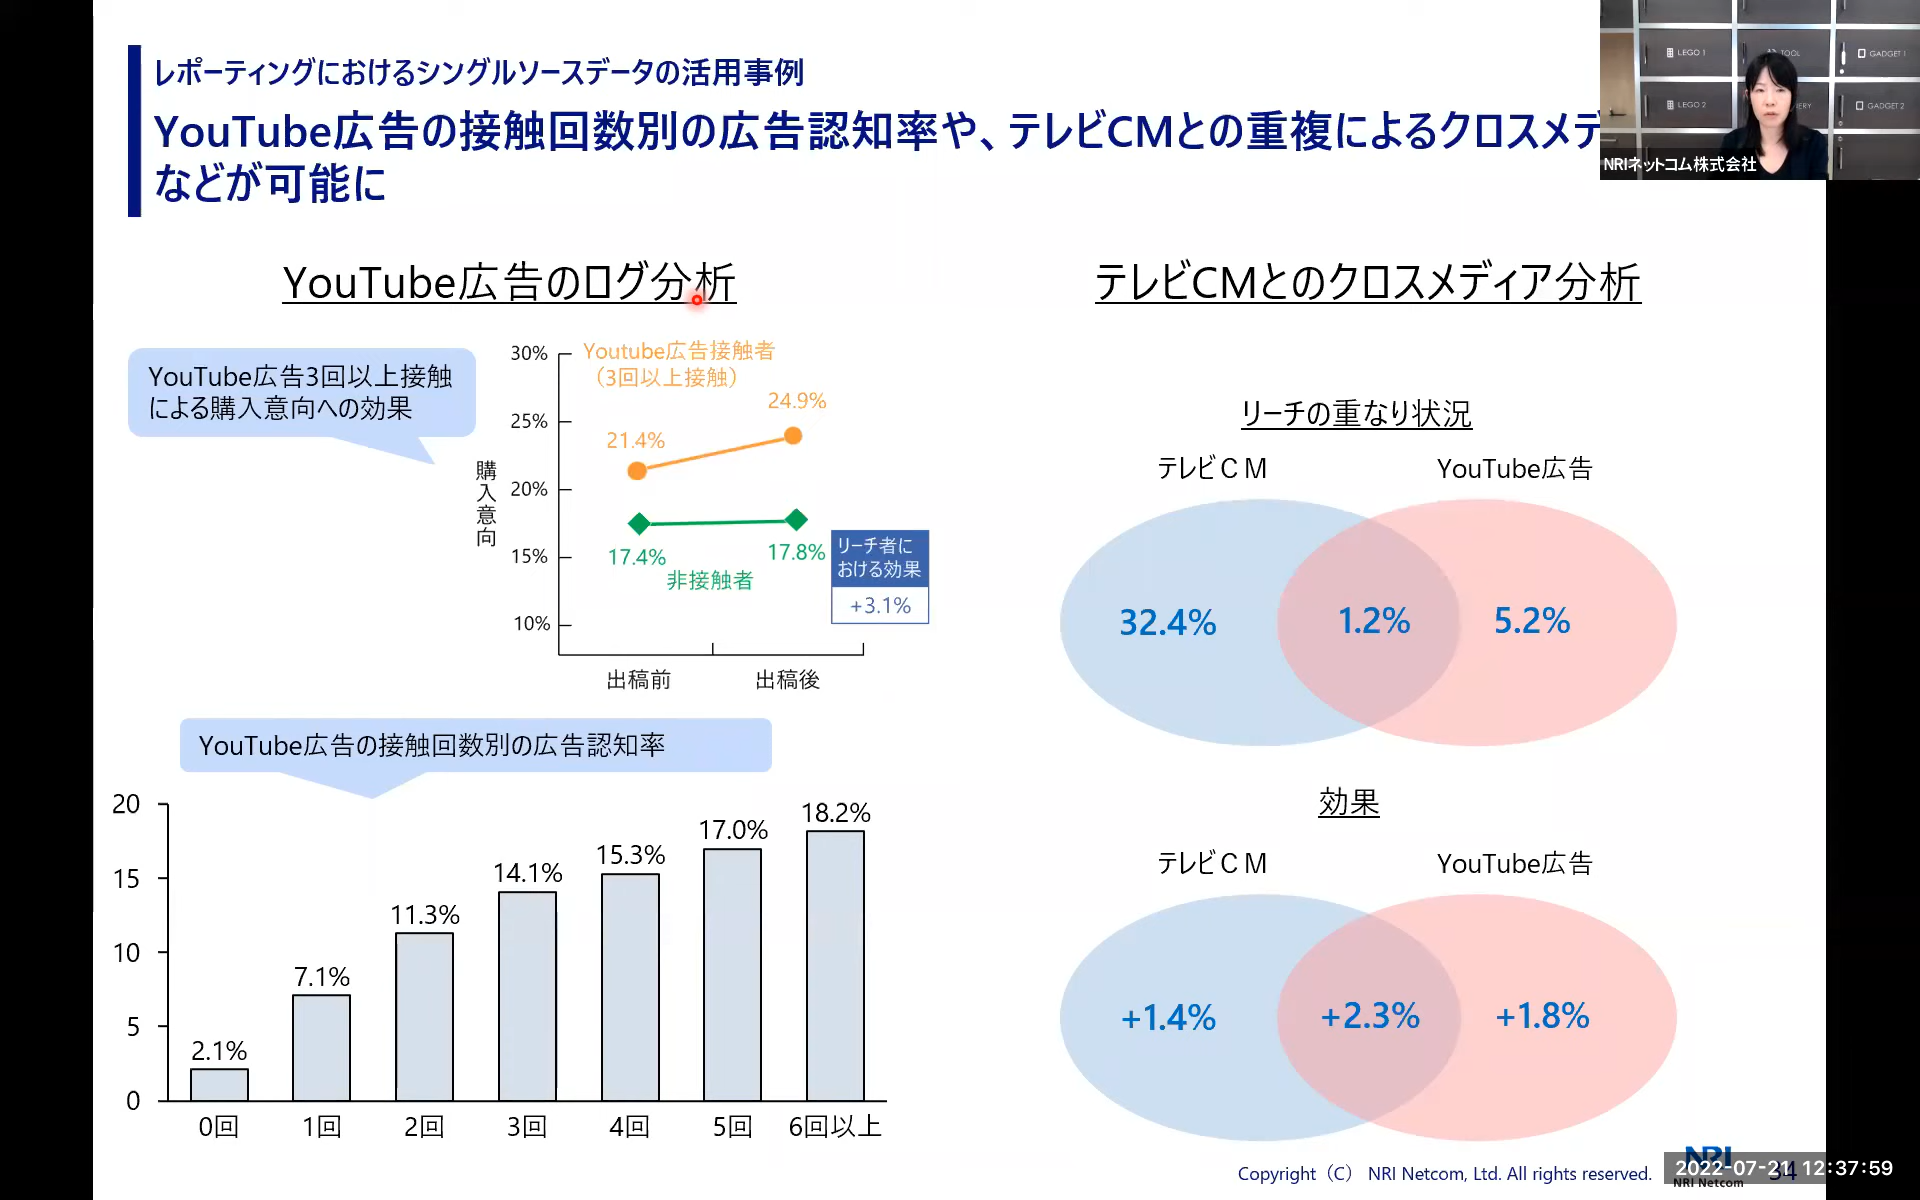 レポーティングにおけるシングルソースデータの活用事例
YouTube広告の接触回数別の広告認知率や、テレビCMとの重複によるクロスメデ
などが可能に
LEGO 1
TOOL
GADGET 1
LEGO 2
GADGET 2
NRIネットコム株式会社
YouTube広告のログ分析
YouTube広告3回以上接触
による購入意向への効果
購入意向
30%
25%
20%
15%
10%
Youtube広告接触者
（3回以上接触）
24.9%
21.4%
17.4%
17.8%
非接触者
リーチ者に
おける効果
+3.1%
出稿前
出稿後
YouTube広告の接触回数別の広告認知率
20
15
10
5
0
2.1%
7.1%
11.3%
14.1%
15.3%
17.0%
18.2%
0回
1回
2回
3回
4回
5回
6回以上
テレビCMとのクロスメディア分析
リーチの重なり状況
テレビＣＭ
YouTube広告
32.4%
1.2%
5.2%
効果
テレビＣＭ
YouTube広告
+1.4%
+2.3%
+1.8%
Copyright（C） NRI Netcom, Ltd. All rights reserved.
NRI
NRI Netcom
34
2022-07-21 12:37:59